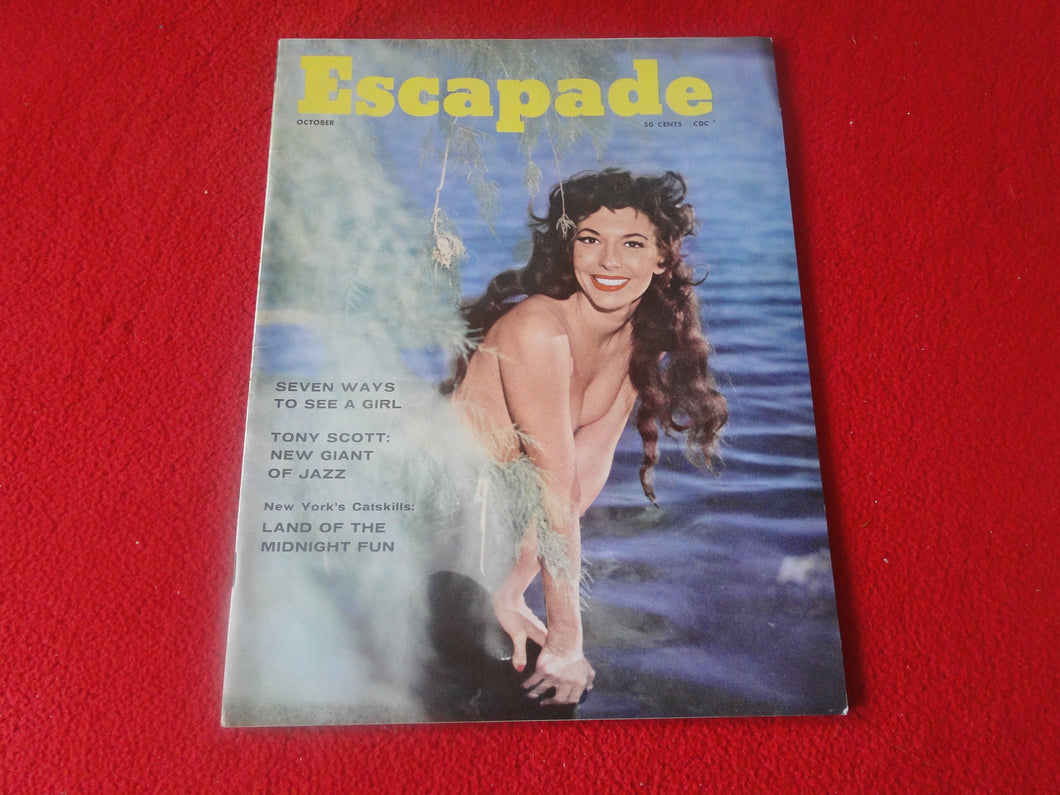 Escapade
OCTOBER
50 CENTS CDC
SEVEN WAYS
TO SEE A GIRL
TONY SCOTT:
NEW GIANT
OF JAZZ
New York's Catskills:
LAND OF THE
MIDNIGHT FUN